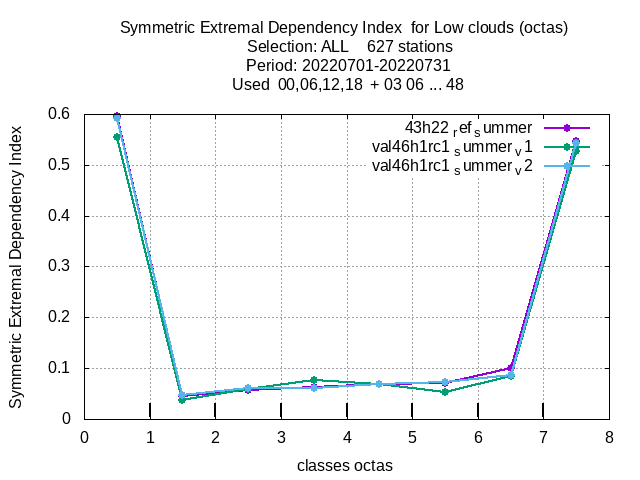 Symmetric Extremal Dependency Index for Low clouds (octas)
Selection: ALL 627 stations
Period: 20220701-20220731
Used 00,06,12,18 + 03 06 ... 48
43h22 ref summer
val46h1rc1 summer v1
val46h1rc1 summer v2
Symmetric Extremal Dependency Index
0.6
0.5
0.4
0.3
0.2
0.1
0
0 1 2 3 4 5 6 7 8
classes octas